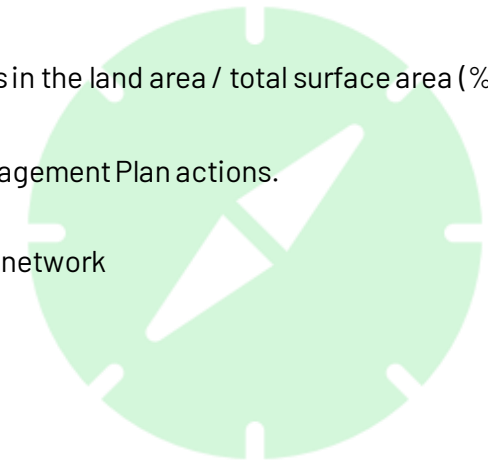 s in the land area / total surface area (%
agement Plan actions.
network